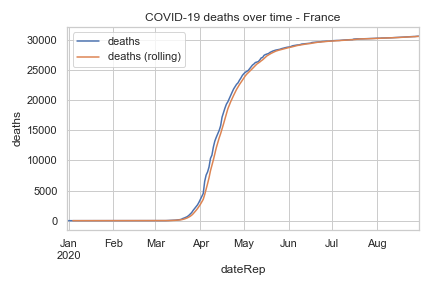 COVID-19 deaths over time - France
deaths
deaths (rolling)
30000
25000
20000
15000
10000
5000
0
deaths
Jan Feb Mar Apr May Jun Jul Aug
2020
dateRep